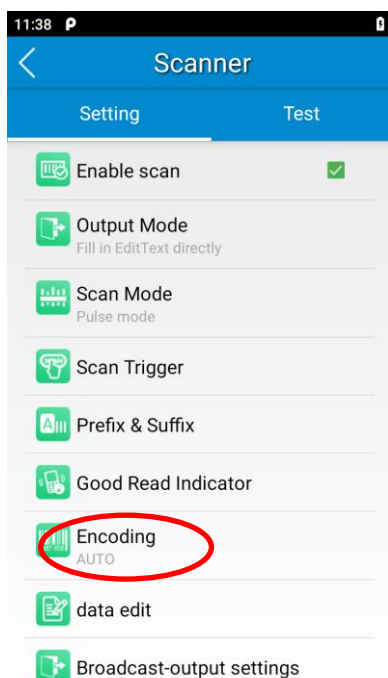 11:38
Scanner
Setting Test
Enable scan
Output Mode
Fill in EditText directly
Scan Mode
Pulse mode
Scan Trigger
Prefix & Suffix
Good Read Indicator
Encoding
AUTO
data edit
Broadcast-output settings